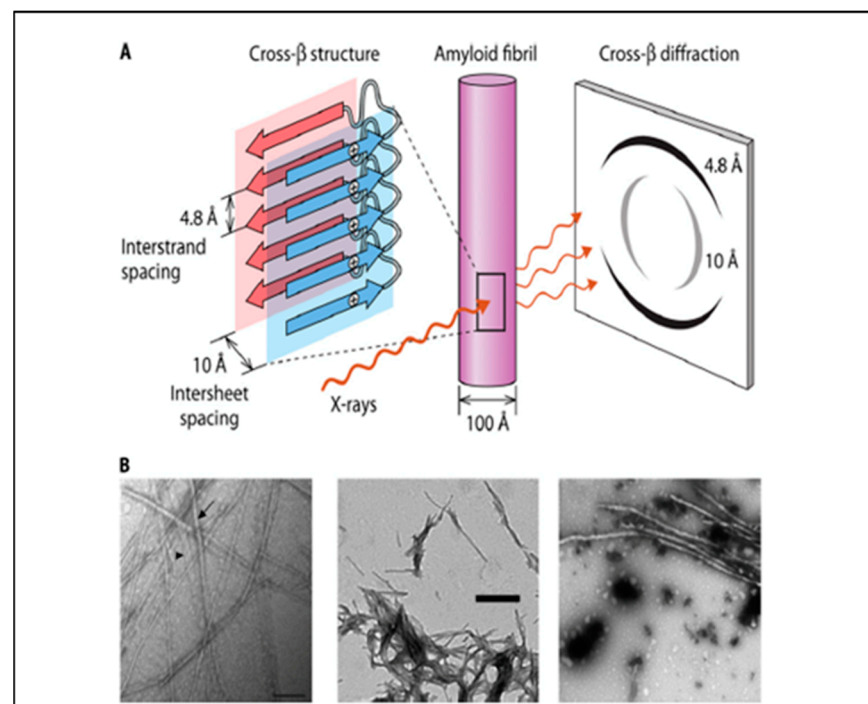 A
Cross-β structure
Amyloid fibril
Cross-β diffraction
4.8 Å
4.8 Å
Interstrand
spacing
10 Å
10 Å
Intersheet
spacing
X-rays
100 Å
B